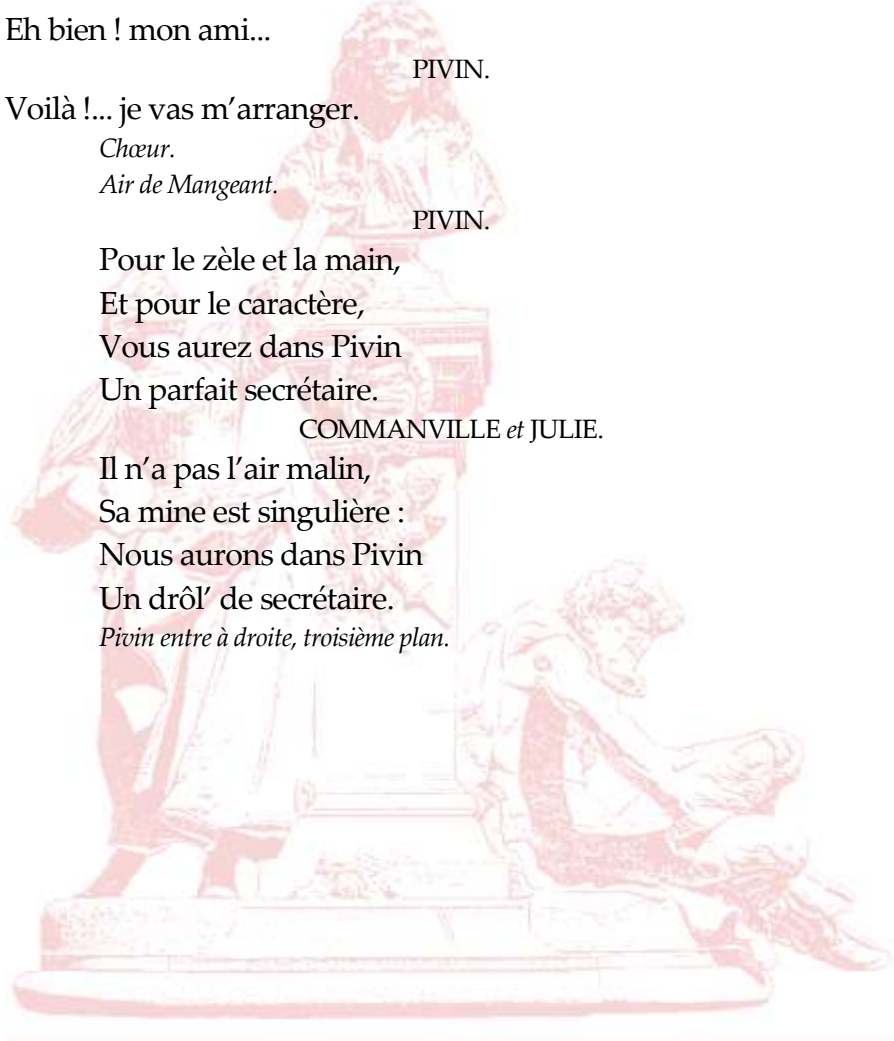 Eh bien ! mon ami...
PIVIN.
Voilà !... je vas m’arranger.
Chœur.
Air de Mangeant.
PIVIN.
Pour le zèle et la main,
Et pour le caractère,
Vous aurez dans Pivin
Un parfait secrétaire.
COMMANVILLE et JULIE.
Il n’a pas l’air malin,
Sa mine est singulière :
Nous aurons dans Pivin
Un drôl’ de secrétaire.
Pivin entre à droite, troisième plan.